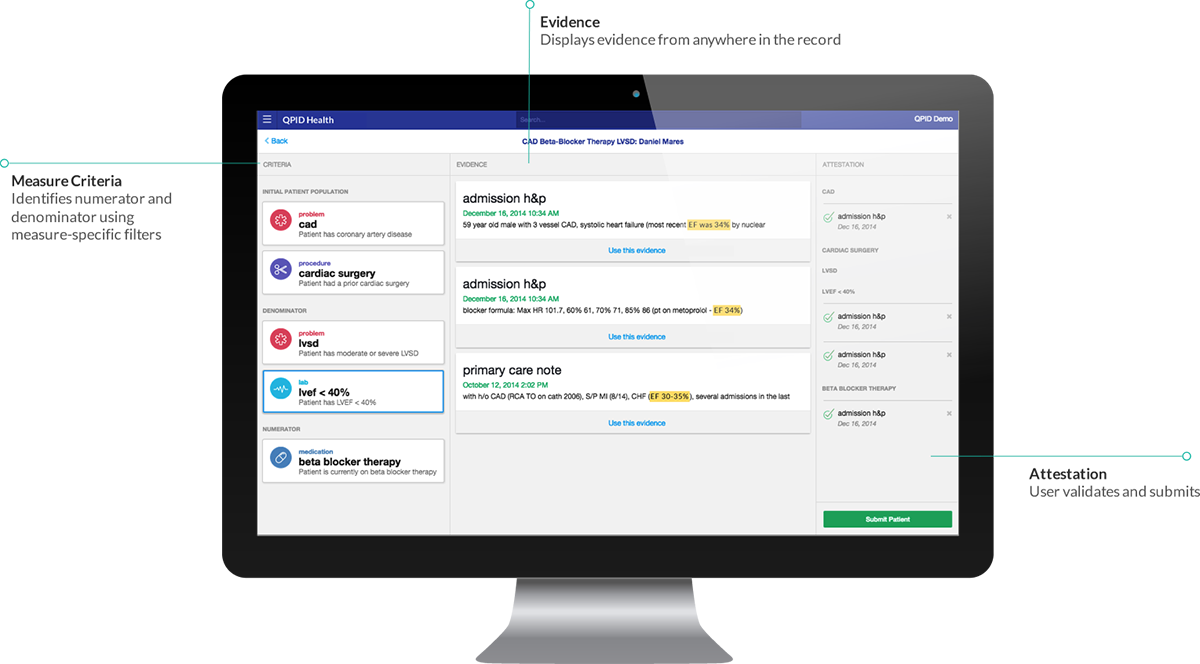 Evidence
Displays evidence from anywhere in the record
Measure Criteria
Identifies numerator and
denominator using
measure-specific filters
QPID Health
Search...
QPID Demo
< Back
CAD Beta-Blocker Therapy LVSD: Daniel Mares
CRITERIA
INITIAL PATIENT POPULATION
problem
cad
Patient has coronary artery disease
procedure
cardiac surgery
Patient had a prior cardiac surgery
DENOMINATOR
problem
lvsd
Patient has moderate or severe LVSD
lab
lvef < 40%
Patient has LVEF < 40%
NUMERATOR
medication
beta blocker therapy
Patient is currently on beta blocker therapy
EVIDENCE
admission h&p
December 16, 2014 10:34 AM
59 year old male with 3 vessel CAD, systolic heart failure (most recent EF was 34% by nuclear
Use this evidence
admission h&p
December 16, 2014 10:34 AM
blocker formula: Max HR 101.7, 60% 61, 70% 71, 85% 86 (pt on metoprolol - EF 34%)
Use this evidence
primary care note
October 12, 2014 2:02 PM
with h/o CAD (RCA TO on cath 2006), S/P MI (8/14), CHF (EF 30-35%), several admissions in the last
Use this evidence
ATTESTATION
CAD
admission h&p
Dec 16, 2014
CARDIAC SURGERY
LVSD
LVEF < 40%
admission h&p
Dec 16, 2014
admission h&p
Dec 16, 2014
BETA BLOCKER THERAPY
admission h&p
Dec 16, 2014
Submit Patient
Attestation
User validates and submits